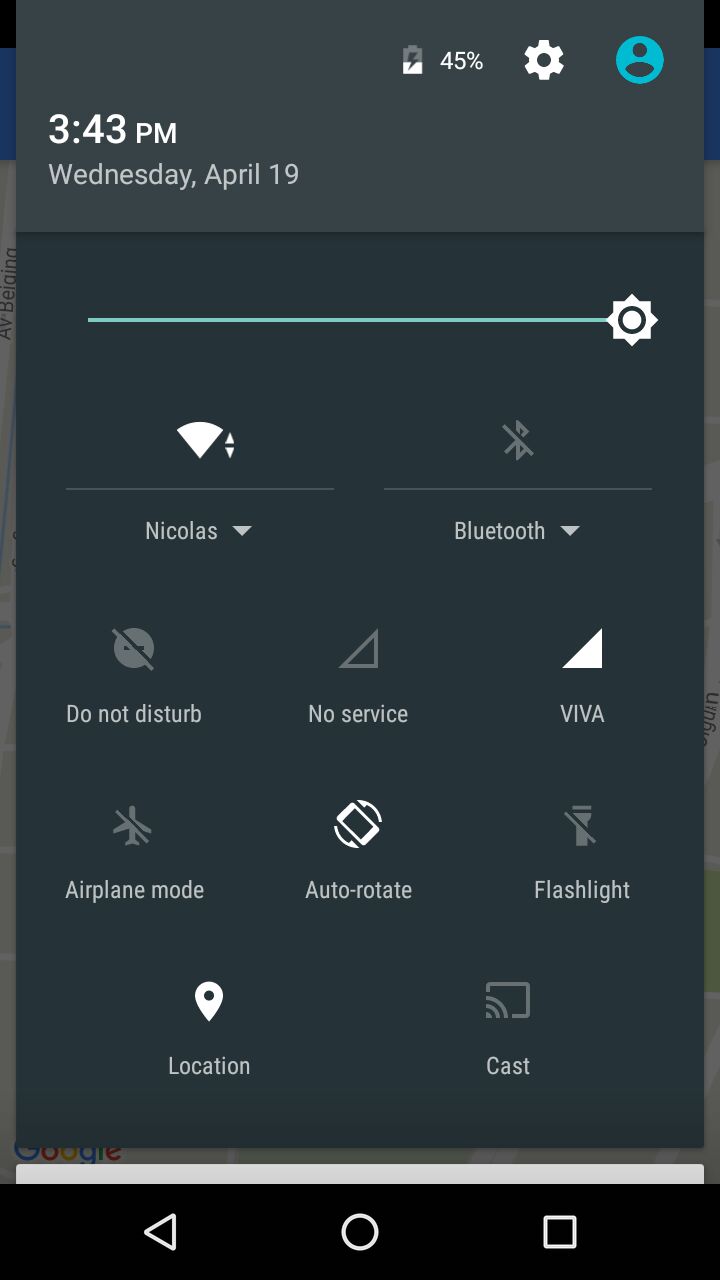 45%
3:43 PM
Wednesday, April 19
Av Beijing
Nicolas
Bluetooth
Do not disturb
No service
VIVA
Airplane mode
Auto-rotate
Flashlight
Location
Cast
Google